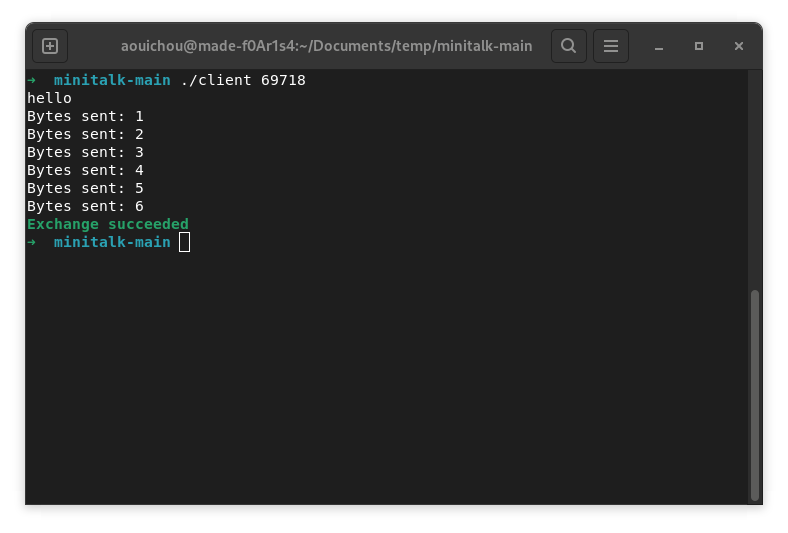 aouichou@made-f0Ar1s4:~/Documents/temp/minitalk-main
➜  minitalk-main ./client 69718
hello
Bytes sent: 1
Bytes sent: 2
Bytes sent: 3
Bytes sent: 4
Bytes sent: 5
Bytes sent: 6
Exchange succeeded
➜  minitalk-main